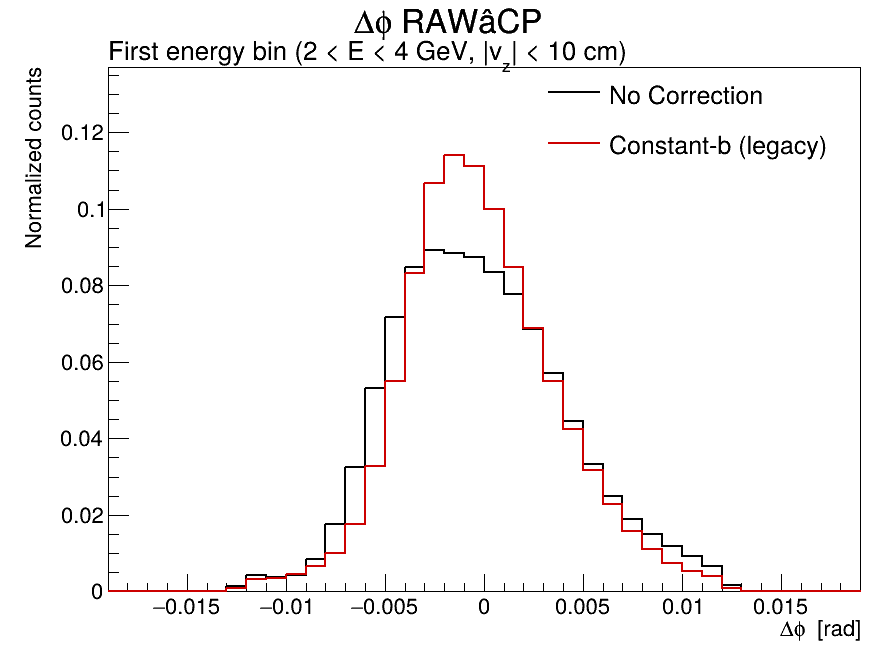 Δϕ RAWâCP
First energy bin (2 < E < 4 GeV, |v_z| < 10 cm)
Normalized counts
No Correction
Constant-b (legacy)
0.12
0.1
0.08
0.06
0.04
0.02
0
−0.015 −0.01 −0.005 0 0.005 0.01 0.015
Δϕ [rad]